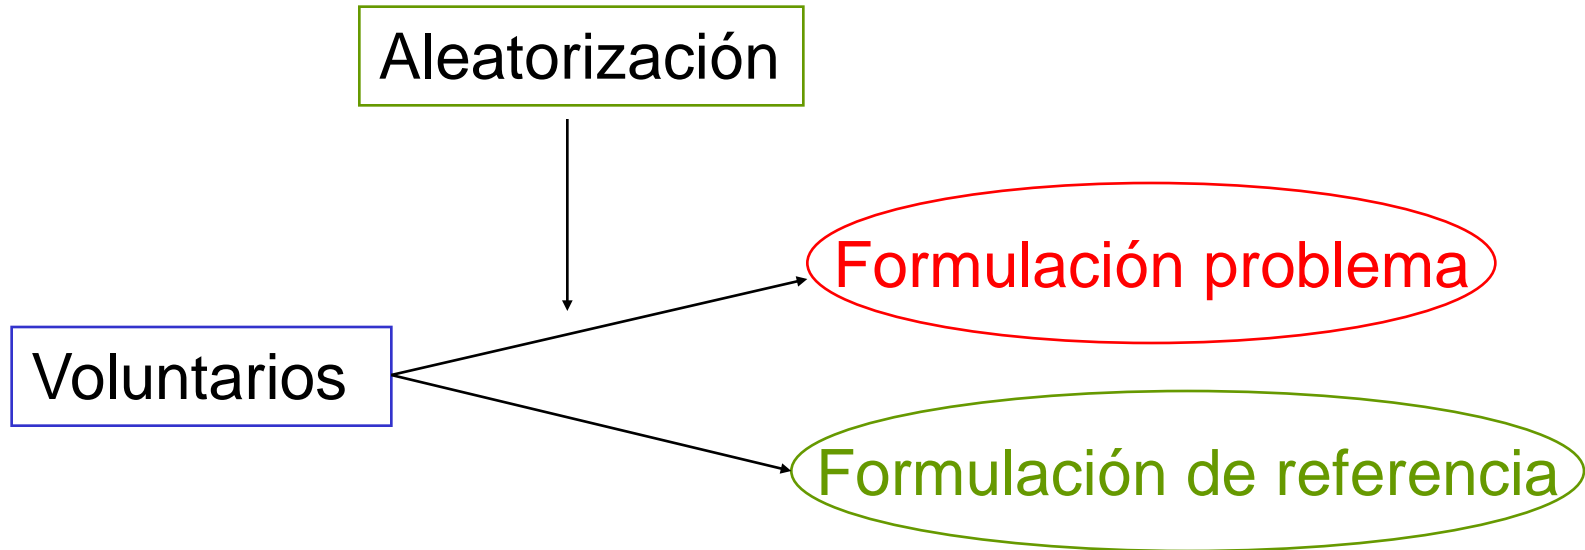 Aleatorización
Formulación problema
Voluntarios
Formulación de referencia